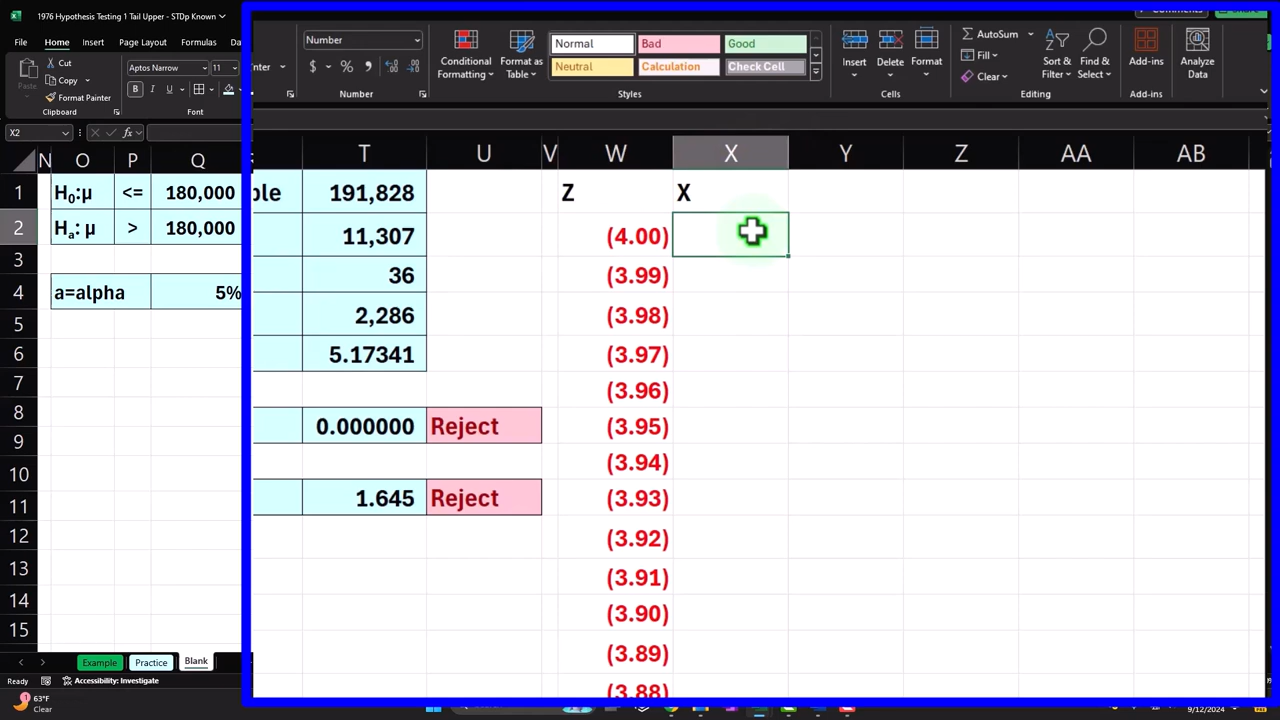 1976 Hypothesis Testing 1 Tail Upper - STDp Known
File Home Insert Page Layout Formulas
Cut
Copy
Format Painter
Clipboard
Aptos Narrow 11
B I U
Font
Number
$ % ,
Number
Conditional Formatting
Format as Table
Normal Bad Good
Neutral Calculation Check Cell
Styles
Insert Delete Format
Cells
AutoSum
Fill
Clear
Sort & Filter
Find & Select
Editing
Add-ins
Add-ins
Analyze Data
X2 fx
N O P Q T U V W X Y Z AA AB
1 H0:µ <= 180,000 191,828 Z X
2 Ha: µ > 180,000 11,307 (4.00)
3 36 (3.99)
4 a=alpha 5% 2,286 (3.98)
5 5.17341 (3.97)
6 (3.96)
7 0.000000 Reject (3.95)
8 (3.94)
9 1.645 Reject (3.93)
10 (3.92)
11 (3.91)
12 (3.90)
13 (3.89)
14 (3.88)
15
Example Practice Blank
Ready Accessibility: Investigate
63°F
Clear
9/12/2024